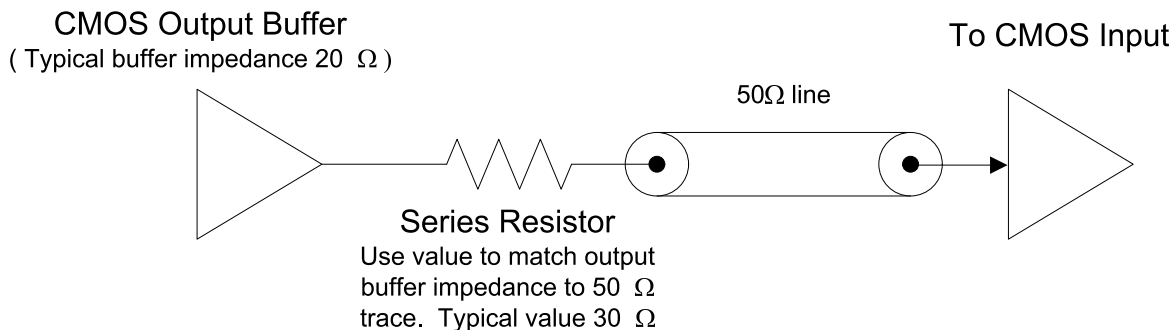 CMOS Output Buffer
( Typical buffer impedance 20 Ω )
To CMOS Input
50Ω line
Series Resistor
Use value to match output
buffer impedance to 50 Ω
trace. Typical value 30 Ω